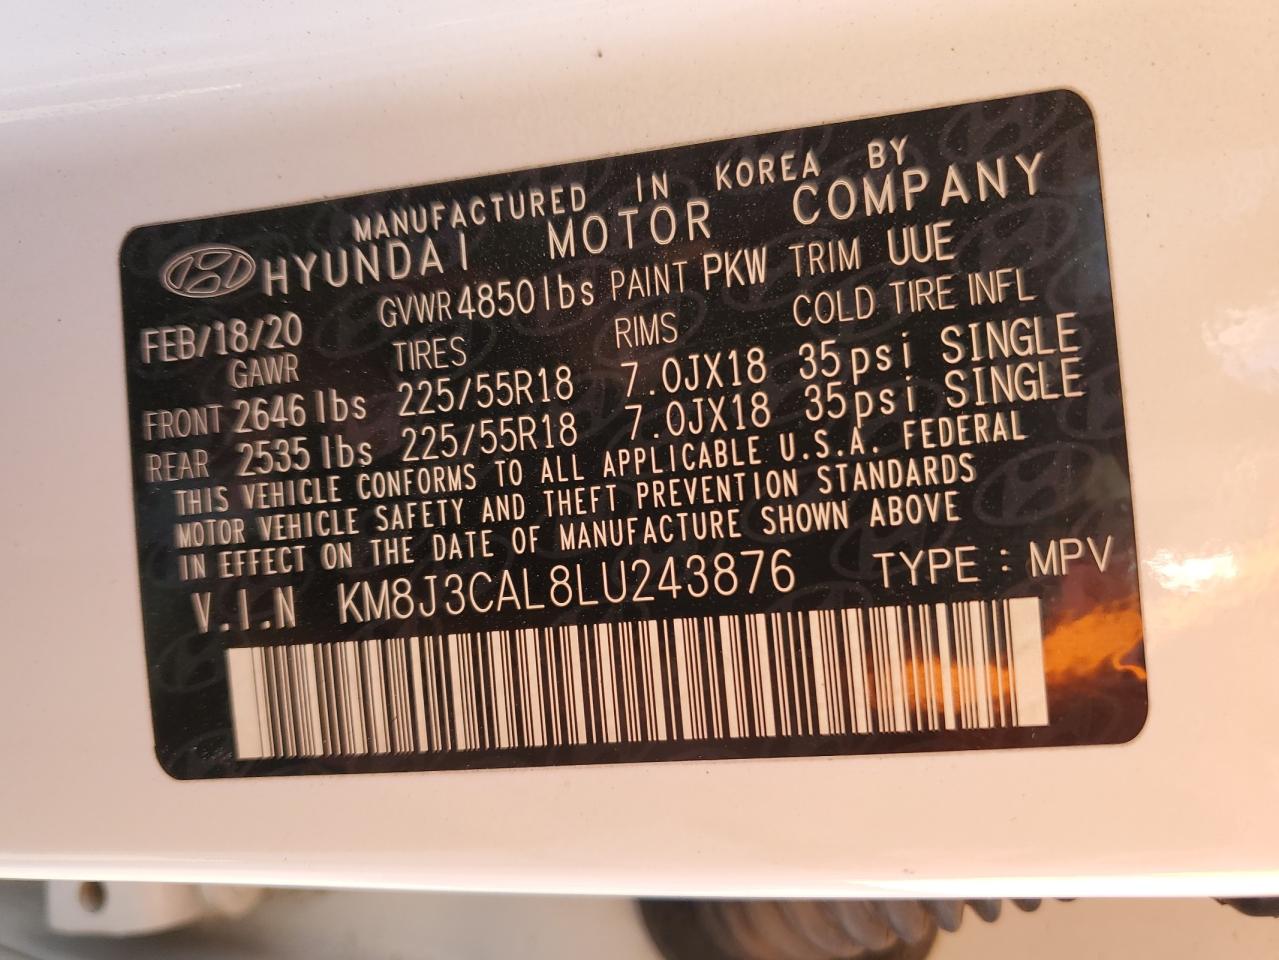 MANUFACTURED IN KOREA BY
HYUNDAI MOTOR COMPANY
FEB/18/20 GVWR 4850lbs PAINT PKW TRIM UUE
GAWR TIRES RIMS COLD TIRE INFL
FRONT 2646lbs 225/55R18 7.0JX18 35psi SINGLE
REAR 2535lbs 225/55R18 7.0JX18 35psi SINGLE
THIS VEHICLE CONFORMS TO ALL APPLICABLE U.S.A. FEDERAL
MOTOR VEHICLE SAFETY AND THEFT PREVENTION STANDARDS
IN EFFECT ON THE DATE OF MANUFACTURE SHOWN ABOVE
V.I.N KM8J3CAL8LU243876 TYPE : MPV